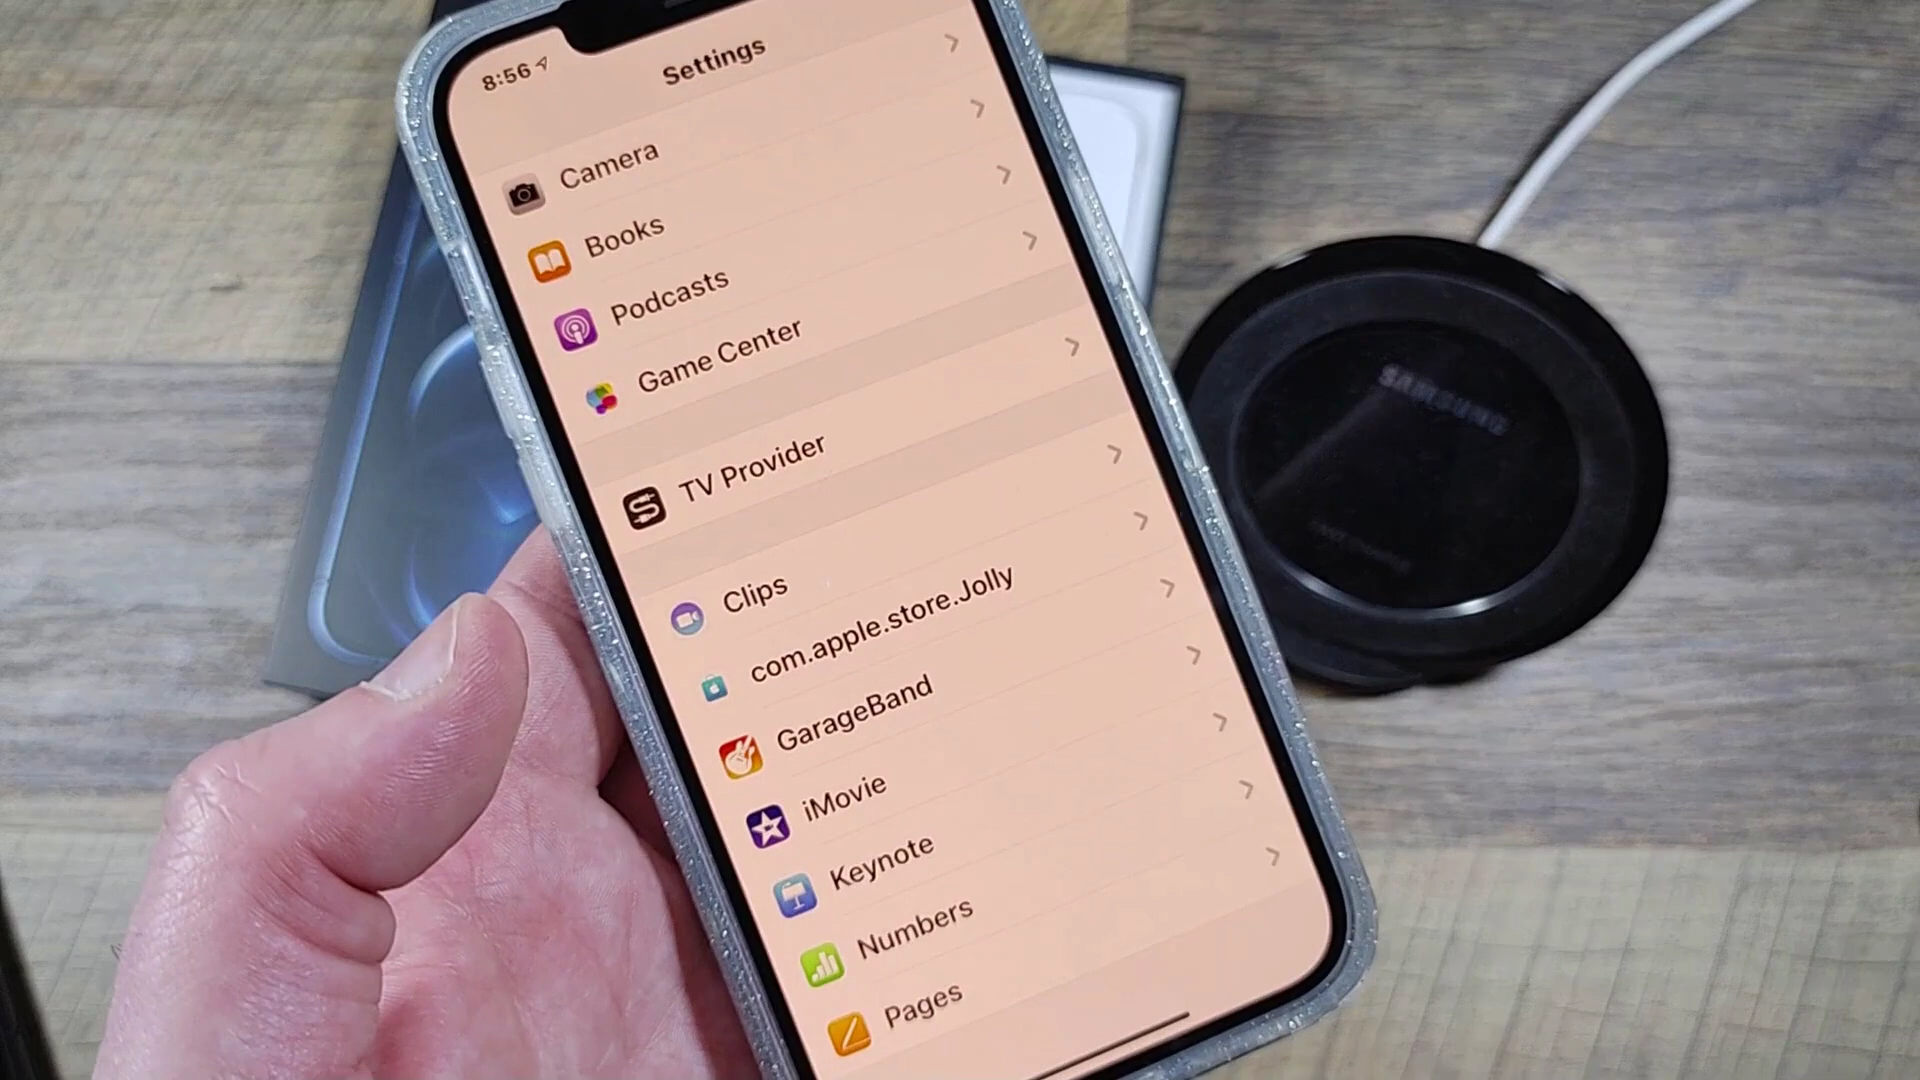 8:56
Settings
Camera
Books
Podcasts
Game Center
TV Provider
Clips
com.apple.store.Jolly
GarageBand
iMovie
Keynote
Numbers
Pages
SAMSUNG